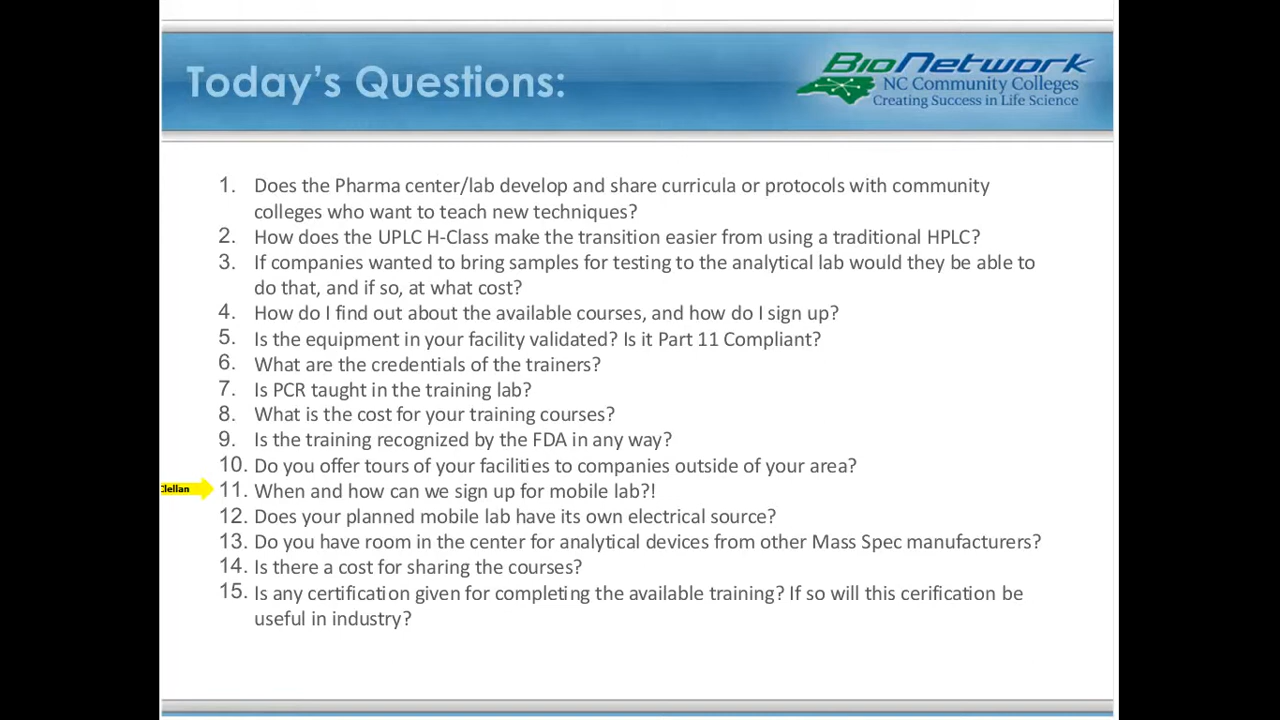 Today's Questions:
BioNetwork
NC Community Colleges
Creating Success in Life Science
1. Does the Pharma center/lab develop and share curricula or protocols with community
colleges who want to teach new techniques?
2. How does the UPLC H-Class make the transition easier from using a traditional HPLC?
3. If companies wanted to bring samples for testing to the analytical lab would they be able to
do that, and if so, at what cost?
4. How do I find out about the available courses, and how do I sign up?
5. Is the equipment in your facility validated? Is it Part 11 Compliant?
6. What are the credentials of the trainers?
7. Is PCR taught in the training lab?
8. What is the cost for your training courses?
9. Is the training recognized by the FDA in any way?
10. Do you offer tours of your facilities to companies outside of your area?
Clellan
11. When and how can we sign up for mobile lab?!
12. Does your planned mobile lab have its own electrical source?
13. Do you have room in the center for analytical devices from other Mass Spec manufacturers?
14. Is there a cost for sharing the courses?
15. Is any certification given for completing the available training? If so will this cerification be
useful in industry?